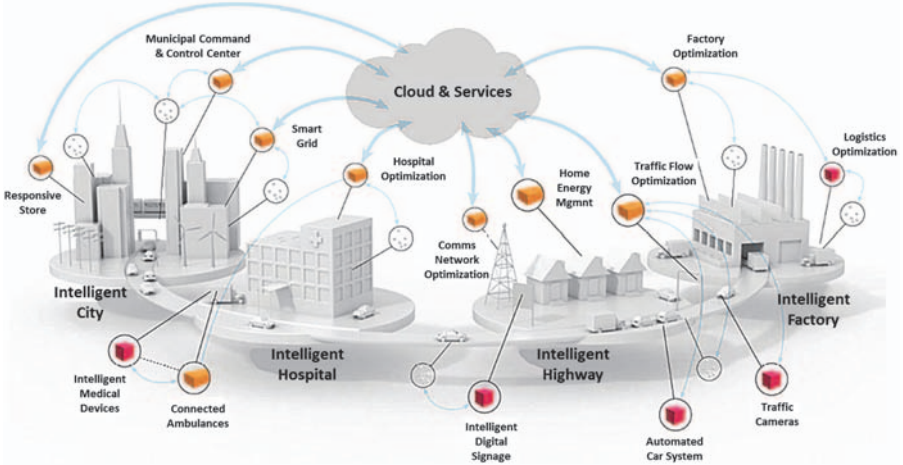 Municipal Command
& Control Center
Factory
Optimization
Cloud & Services
Smart
Grid
Logistics
Optimization
Hospital
Optimization
Home
Energy
Mgmnt
Traffic Flow
Optimization
Responsive
Store
Comms
Network
Optimization
Intelligent
City
Intelligent
Factory
Intelligent
Hospital
Intelligent
Highway
Intelligent
Medical
Devices
Connected
Ambulances
Intelligent
Digital
Signage
Automated
Car System
Traffic
Cameras